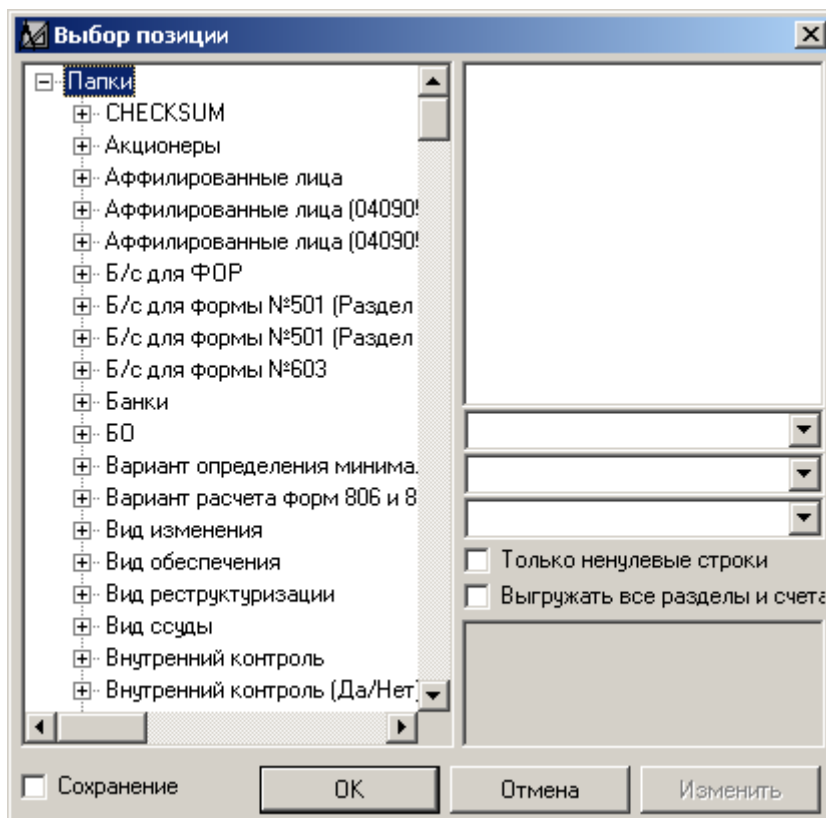 Выбор позиции
Папки
CHECKSUM
Акционеры
Аффилированные лица
Аффилированные лица (040905
Аффилированные лица (040905
Б/с для ФОР
Б/с для формы №501 (Раздел
Б/с для формы №501 (Раздел
Б/с для формы №603
Банки
БО
Вариант определения минима
Вариант расчета форм 806 и 8
Вид изменения
Вид обеспечения
Вид реструктуризации
Вид ссуды
Внутренний контроль
Внутренний контроль (Да/Нет)
Только ненулевые строки
Выгружать все разделы и счета
Сохранение
OK
Отмена
Изменить